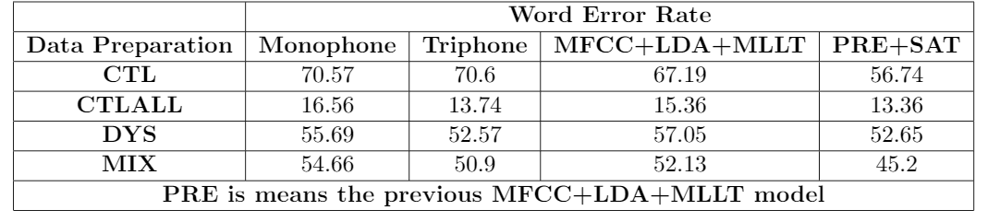 Word Error Rate
Data Preparation Monophone Triphone MFCC+LDA+MLLT PRE+SAT
CTL 70.57 70.6 67.19 56.74
CTLALL 16.56 13.74 15.36 13.36
DYS 55.69 52.57 57.05 52.65
MIX 54.66 50.9 52.13 45.2
PRE is means the previous MFCC+LDA+MLLT model